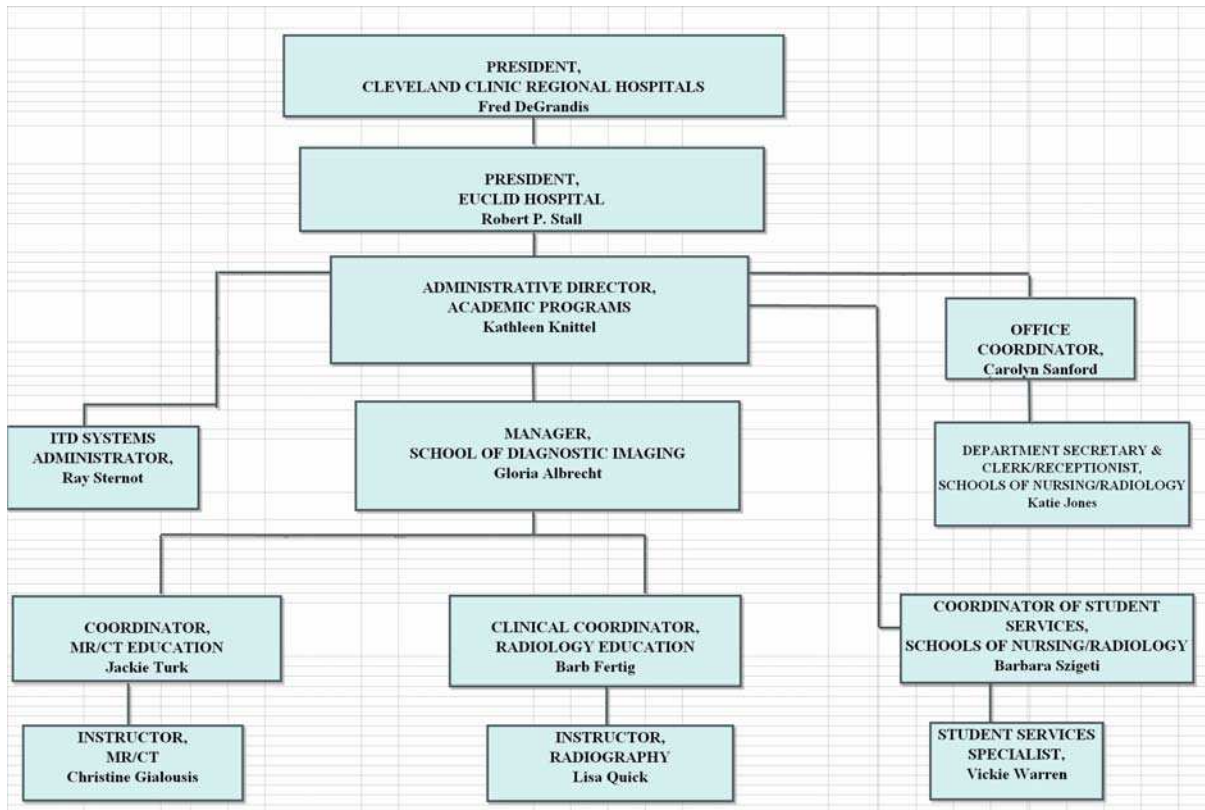 PRESIDENT,
CLEVELAND CLINIC REGIONAL HOSPITALS
Fred DeGrandis
PRESIDENT,
EUCLID HOSPITAL
Robert P. Stall
ADMINISTRATIVE DIRECTOR,
ACADEMIC PROGRAMS
Kathleen Knittel
OFFICE
COORDINATOR,
Carolyn Sanford
ITD SYSTEMS
ADMINISTRATOR,
Ray Sternot
MANAGER,
SCHOOL OF DIAGNOSTIC IMAGING
Gloria Albrecht
DEPARTMENT SECRETARY &
CLERK/RECEPTIONIST,
SCHOOLS OF NURSING/RADIOLOGY
Katie Jones
COORDINATOR,
MR/CT EDUCATION
Jackie Turk
CLINICAL COORDINATOR,
RADIOLOGY EDUCATION
Barb Fertig
COORDINATOR OF STUDENT
SERVICES,
SCHOOLS OF NURSING/RADIOLOGY
Barbara Szigeti
INSTRUCTOR,
MR/CT
Christine Gialousis
INSTRUCTOR,
RADIOGRAPHY
Lisa Quick
STUDENT SERVICES
SPECIALIST,
Vickie Warren